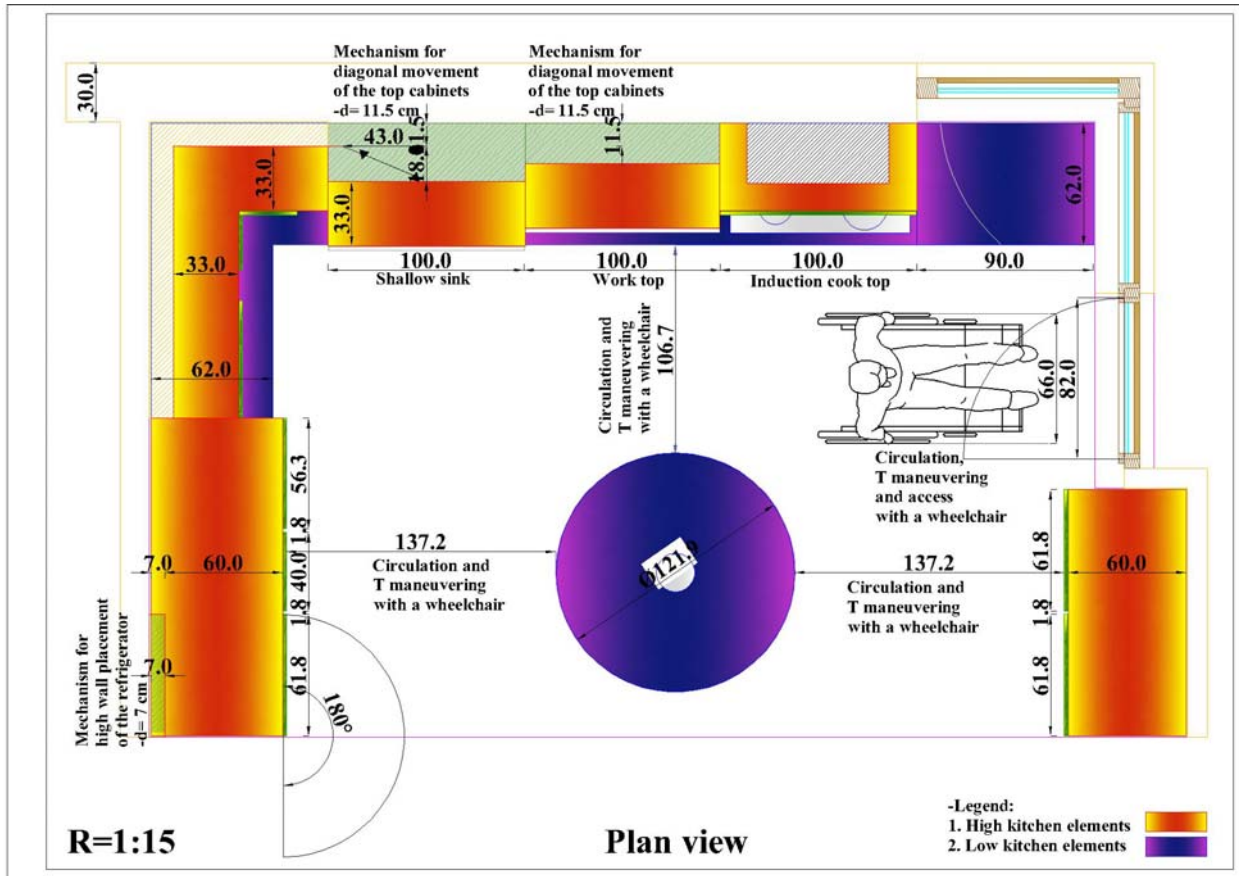 Mechanism for
diagonal movement
of the top cabinets
-d= 11.5 cm
Mechanism for
diagonal movement
of the top cabinets
-d= 11.5 cm
30.0
43.0
11.5
11.5
33.0
33.0
62.0
33.0
100.0
100.0
100.0
90.0
Shallow sink
Work top
Induction cook top
Circulation and
T maneuvering
with a wheelchair
106.7
66.0
82.0
62.0
Circulation,
T maneuvering
and access
with a wheelchair
56.3
1.8
40.0
1.8
61.8
7.0
60.0
137.2
Circulation and
T maneuvering
with a wheelchair
Ø121.9
137.2
Circulation and
T maneuvering
with a wheelchair
61.8
1.8
61.8
60.0
Mechanism for
high wall placement
of the refrigerator
-d= 7 cm
7.0
180°
R=1:15
Plan view
-Legend:
1. High kitchen elements
2. Low kitchen elements